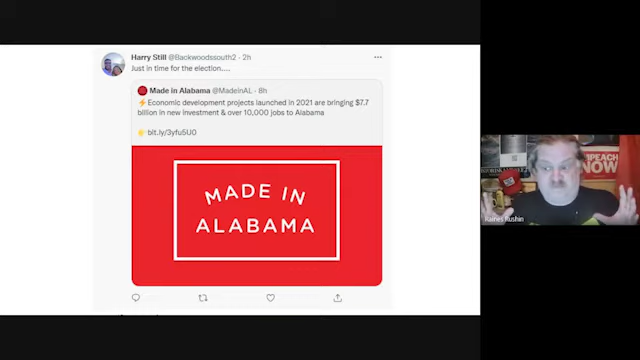 Harry Still @Backwoodssouth2 · 2h
Just in time for the election....
Made in Alabama @MadeinAL · 8h
⚡Economic development projects launched in 2021 are bringing $7.7
billion in new investment & over 10,000 jobs to Alabama
bit.ly/3yfu5U0
MADE IN
ALABAMA
IMPEACH
NOW
Raines Rushin